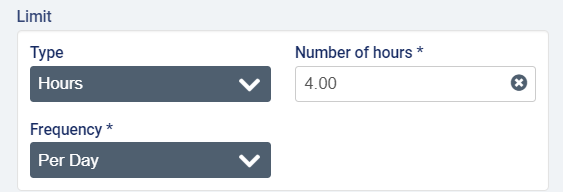 Limit
Type
Number of hours *
Hours
4.00
Frequency *
Per Day